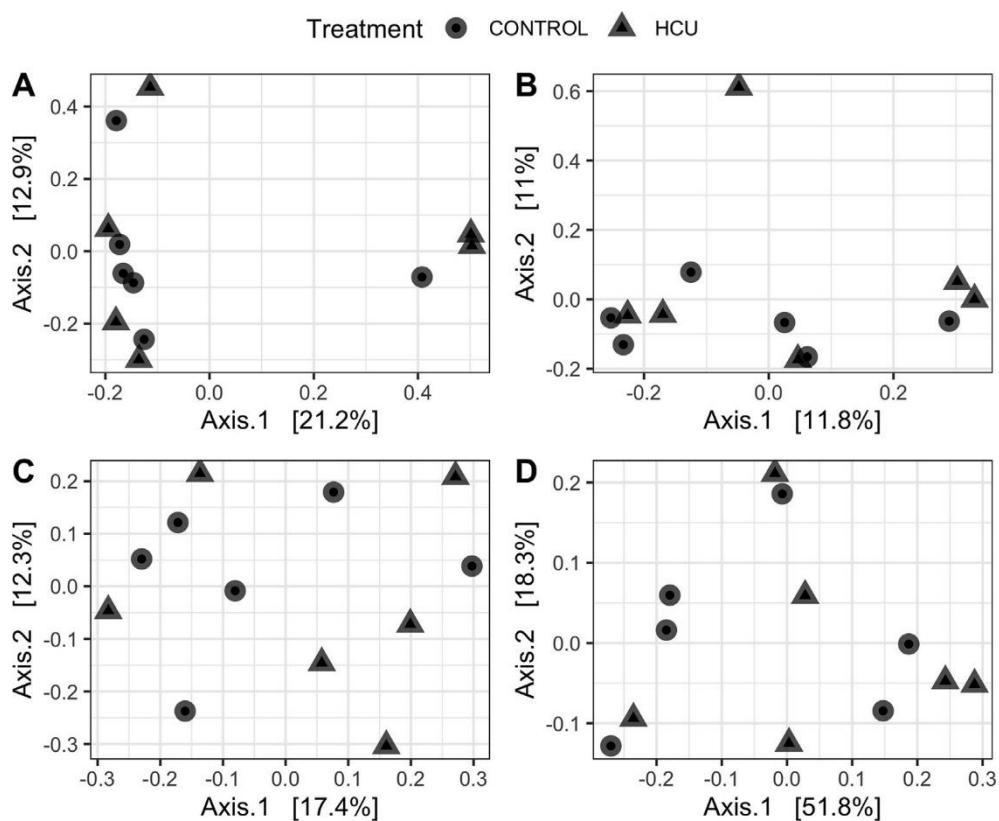 Treatment CONTROL HCU
A
0.4
0.2
0.0
-0.2
Axis.2 [12.9%]
-0.2 0.0 0.2 0.4
Axis.1 [21.2%]
B
0.6
0.4
0.2
0.0
-0.2
Axis.2 [11%]
-0.2 0.0 0.2
Axis.1 [11.8%]
C
0.2
0.1
0.0
-0.1
-0.2
-0.3
Axis.2 [12.3%]
-0.3 -0.2 -0.1 0.0 0.1 0.2 0.3
Axis.1 [17.4%]
D
0.2
0.1
0.0
-0.1
Axis.2 [18.3%]
-0.2 -0.1 0.0 0.1 0.2 0.3
Axis.1 [51.8%]